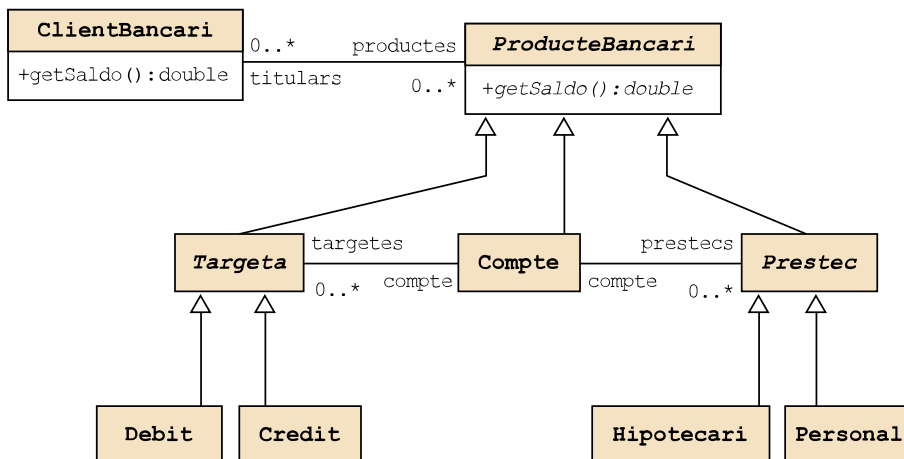 ClientBancari
+getSaldo():double
0..*
titulars
productes
0..*
ProducteBancari
+getSaldo():double
Targeta
targetes
0..*
compte
Compte
prestecs
compte
0..*
Prestec
Debit
Credit
Hipotecari
Personal